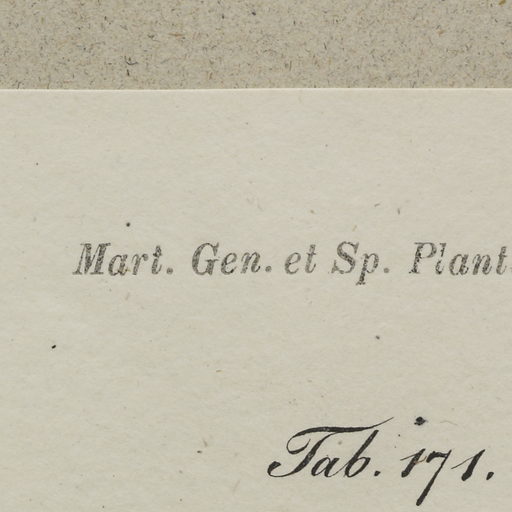 Mart. Gen. et Sp. Plant.
Tab. 171.